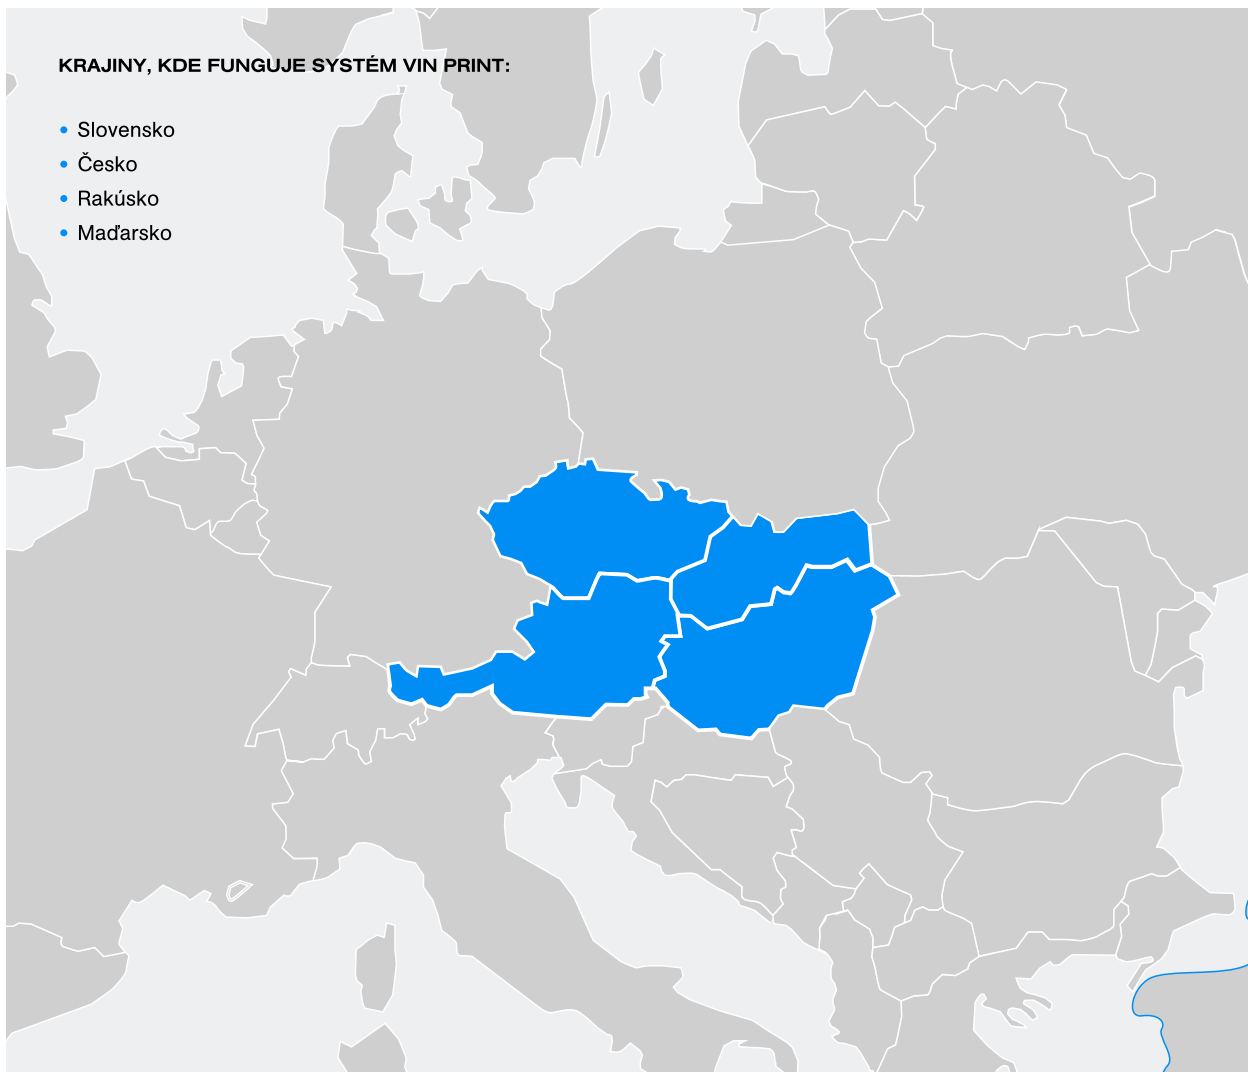 KRAJINY, KDE FUNGUJE SYSTÉM VIN PRINT:
• Slovensko
• Česko
• Rakúsko
• Maďarsko